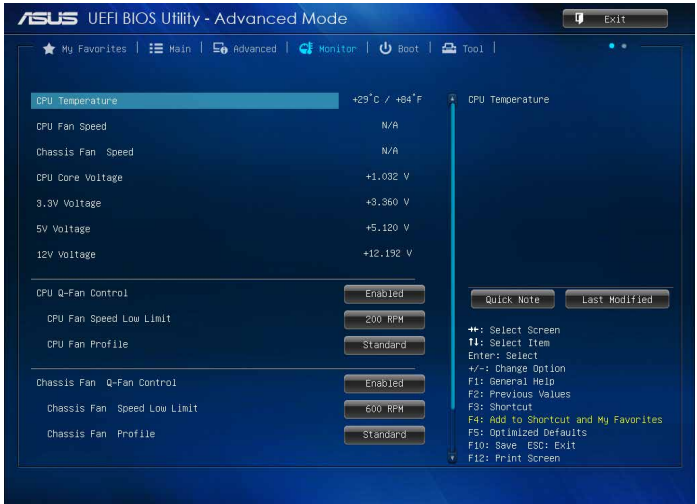 ASUS UEFI BIOS Utility - Advanced Mode
Exit
My Favorites | Main | Advanced | Monitor | Boot | Tool |
CPU Temperature +29°C / +84°F
CPU Fan Speed N/A
Chassis Fan Speed N/A
CPU Core Voltage +1.032 V
3.3V Voltage +3.360 V
5V Voltage +5.120 V
12V Voltage +12.192 V
CPU Q-Fan Control Enabled
CPU Fan Speed Low Limit 200 RPM
CPU Fan Profile Standard
Chassis Fan Q-Fan Control Enabled
Chassis Fan Speed Low Limit 600 RPM
Chassis Fan Profile Standard
CPU Temperature
Quick Note Last Modified
→←: Select Screen
↑↓: Select Item
Enter: Select
+/-: Change Option
F1: General Help
F2: Previous Values
F3: Shortcut
F4: Add to Shortcut and My Favorites
F5: Optimized Defaults
F10: Save ESC: Exit
F12: Print Screen